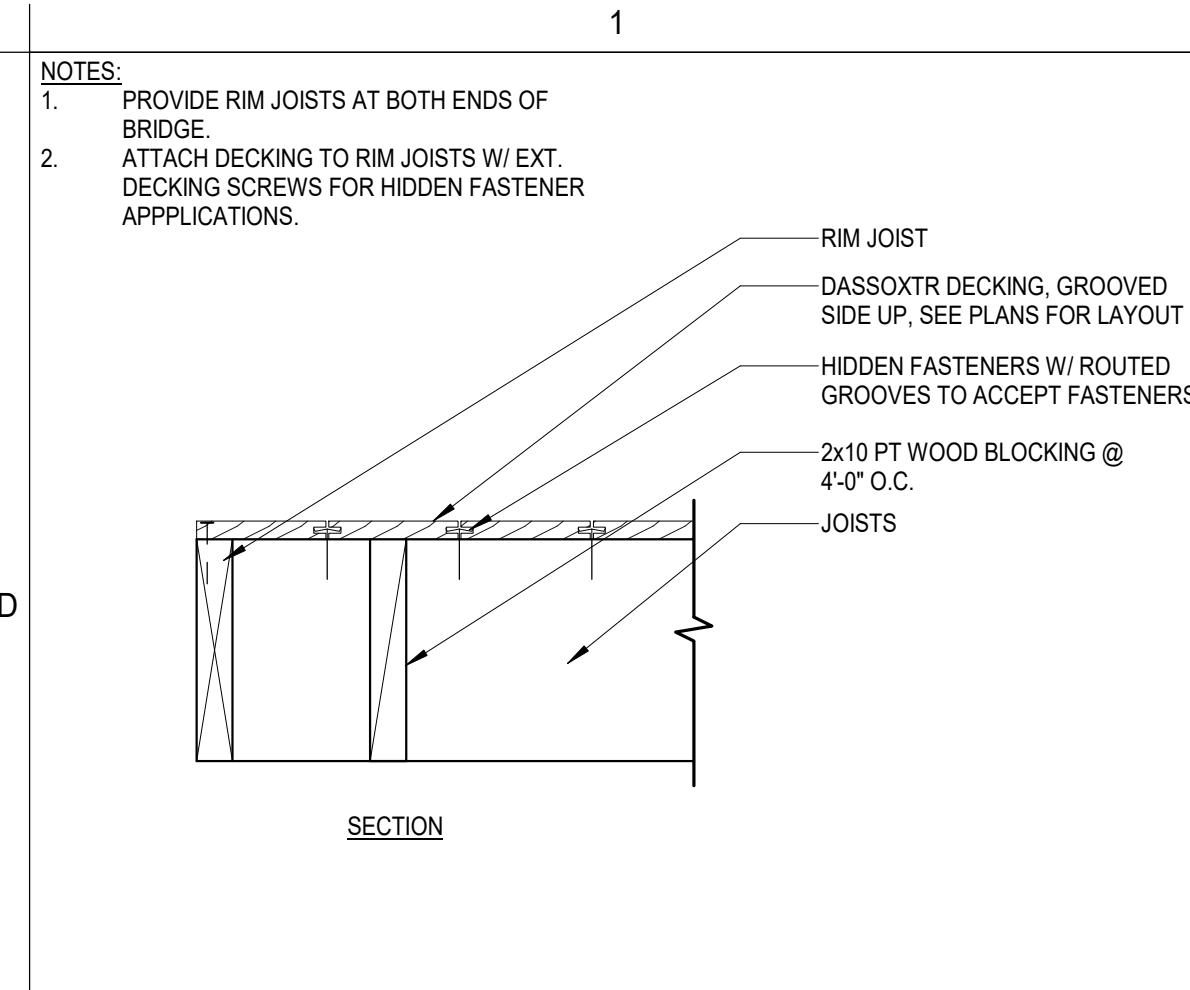 1
NOTES:
1. PROVIDE RIM JOISTS AT BOTH ENDS OF
BRIDGE.
2. ATTACH DECKING TO RIM JOISTS W/ EXT.
DECKING SCREWS FOR HIDDEN FASTENER
APPPLICATIONS.
RIM JOIST
DASSOXTR DECKING, GROOVED
SIDE UP, SEE PLANS FOR LAYOUT
HIDDEN FASTENERS W/ ROUTED
GROOVES TO ACCEPT FASTENERS
2x10 PT WOOD BLOCKING @
4'-0" O.C.
JOISTS
D
SECTION